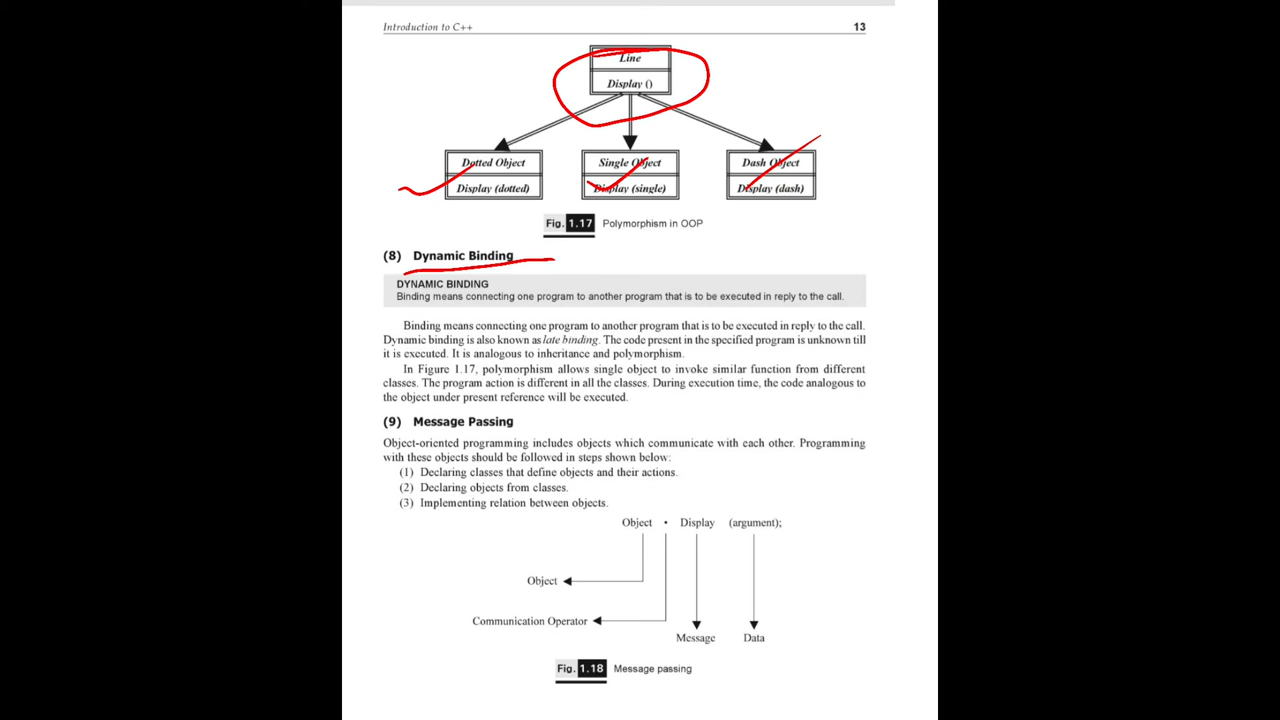 Introduction to C++ 13
Line
Display ()
Dotted Object Single Object Dash Object
Display (dotted) Display (single) Display (dash)
Fig. 1.17 Polymorphism in OOP
(8) Dynamic Binding
DYNAMIC BINDING
Binding means connecting one program to another program that is to be executed in reply to the call.
Binding means connecting one program to another program that is to be executed in reply to the call.
Dynamic binding is also known as late binding. The code present in the specified program is unknown till
it is executed. It is analogous to inheritance and polymorphism.
In Figure 1.17, polymorphism allows single object to invoke similar function from different
classes. The program action is different in all the classes. During execution time, the code analogous to
the object under present reference will be executed.
(9) Message Passing
Object-oriented programming includes objects which communicate with each other. Programming
with these objects should be followed in steps shown below:
(1) Declaring classes that define objects and their actions.
(2) Declaring objects from classes.
(3) Implementing relation between objects.
Object • Display (argument);
Object
Communication Operator
Message Data
Fig. 1.18 Message passing